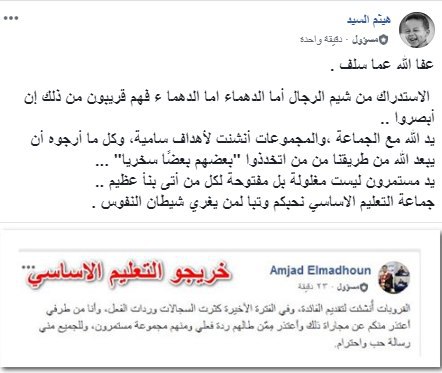 هيثم السيد
مسؤول · دقيقة واحدة
عفا الله عما سلف .
الاستدراك من شيم الرجال أما الدهماء اما الدهما ء فهم قريبون من ذلك إن
أبصروا ..
يد الله مع الجماعة ،والمجموعات أنشئت لأهداف سامية، وكل ما أرجوه أن
يبعد الله من طريقنا من من اتخذوا "بعضهم بعضًا سخريا" ...
يد مستمرون ليست مغلولة بل مفتوحة لكل من أتى بنأ عظيم ..
جماعة التعليم الاساسي نحبكم وتبا لمن يغري شيطان النفوس .
خريجو التعليم الاساسي
Amjad Elmadhoun
مسؤول · ٢٣ دقيقة
القروبات أُنشئت لتقديم الفائدة، وفي الفترة الأخيرة كثرت السجالات وردات الفعل، وأنا من طرفي
أعتذر منكم عن مجاراة ذلك وأعتذر ممّن طالهم ردة فعلي ومنهم مجموعة مستمرون، وللجميع مني
رسالة حب واحترام.